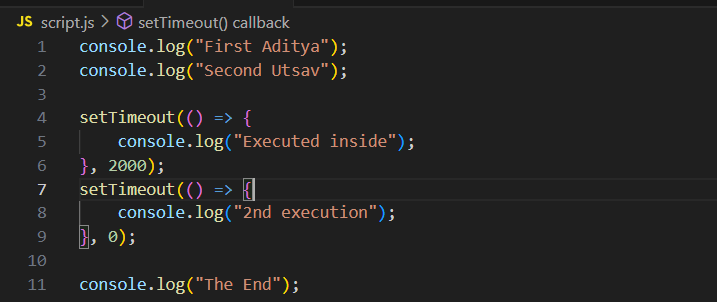 JS script.js > setTimeout() callback
1 console.log("First Aditya");
2 console.log("Second Utsav");
3
4 setTimeout(() => {
5     console.log("Executed inside");
6 }, 2000);
7 setTimeout(() => {
8     console.log("2nd execution");
9 }, 0);
10
11 console.log("The End");